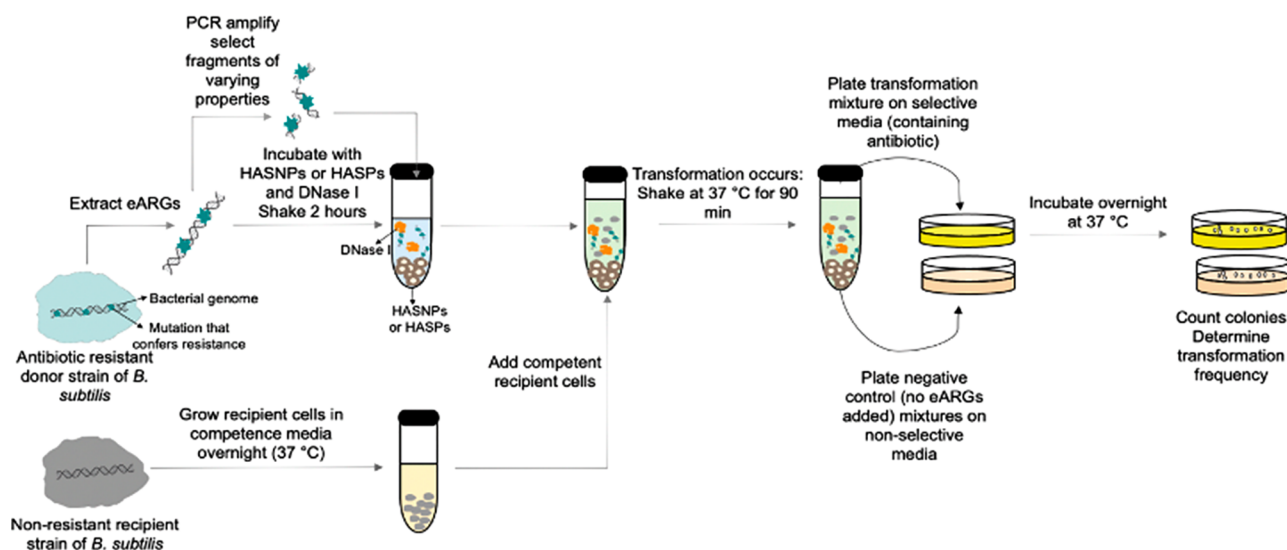 PCR amplify
select
fragments of
varying
properties
Extract eARGs
Incubate with
HASNPs or HASPs
and DNase I
Shake 2 hours
DNase I
HASNPs
or HASPs
Bacterial genome
Mutation that
confers resistance
Antibiotic resistant
donor strain of B.
subtilis
Grow recipient cells in
competence media
overnight (37 °C)
Non-resistant recipient
strain of B. subtilis
Add competent
recipient cells
Transformation occurs:
Shake at 37 °C for 90
min
Plate transformation
mixture on selective
media (containing
antibiotic)
Plate negative
control (no eARGs
added) mixtures on
non-selective
media
Incubate overnight
at 37 °C
Count colonies
Determine
transformation
frequency